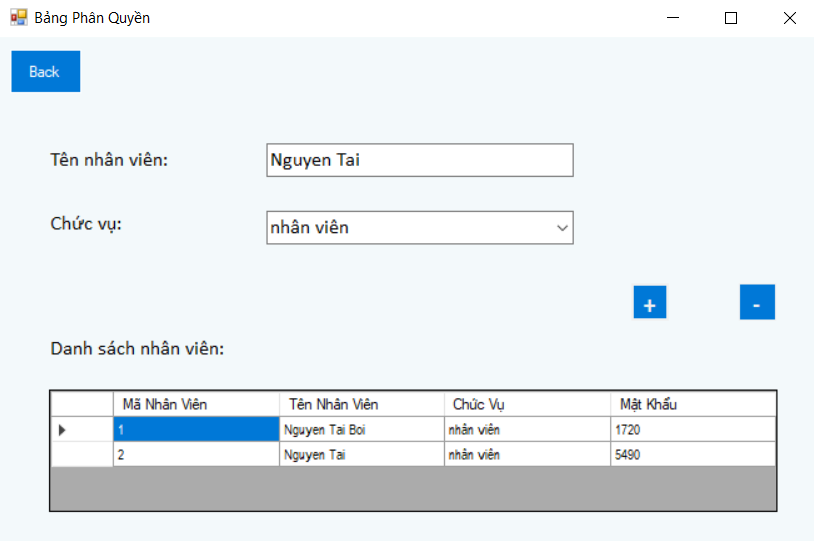 Bảng Phân Quyền
Back
Tên nhân viên: Nguyen Tai
Chức vụ: nhân viên
+ -
Danh sách nhân viên:
Mã Nhân Viên Tên Nhân Viên Chức Vụ Mật Khẩu
1 Nguyen Tai Boi nhân viên 1720
2 Nguyen Tai nhân viên 5490